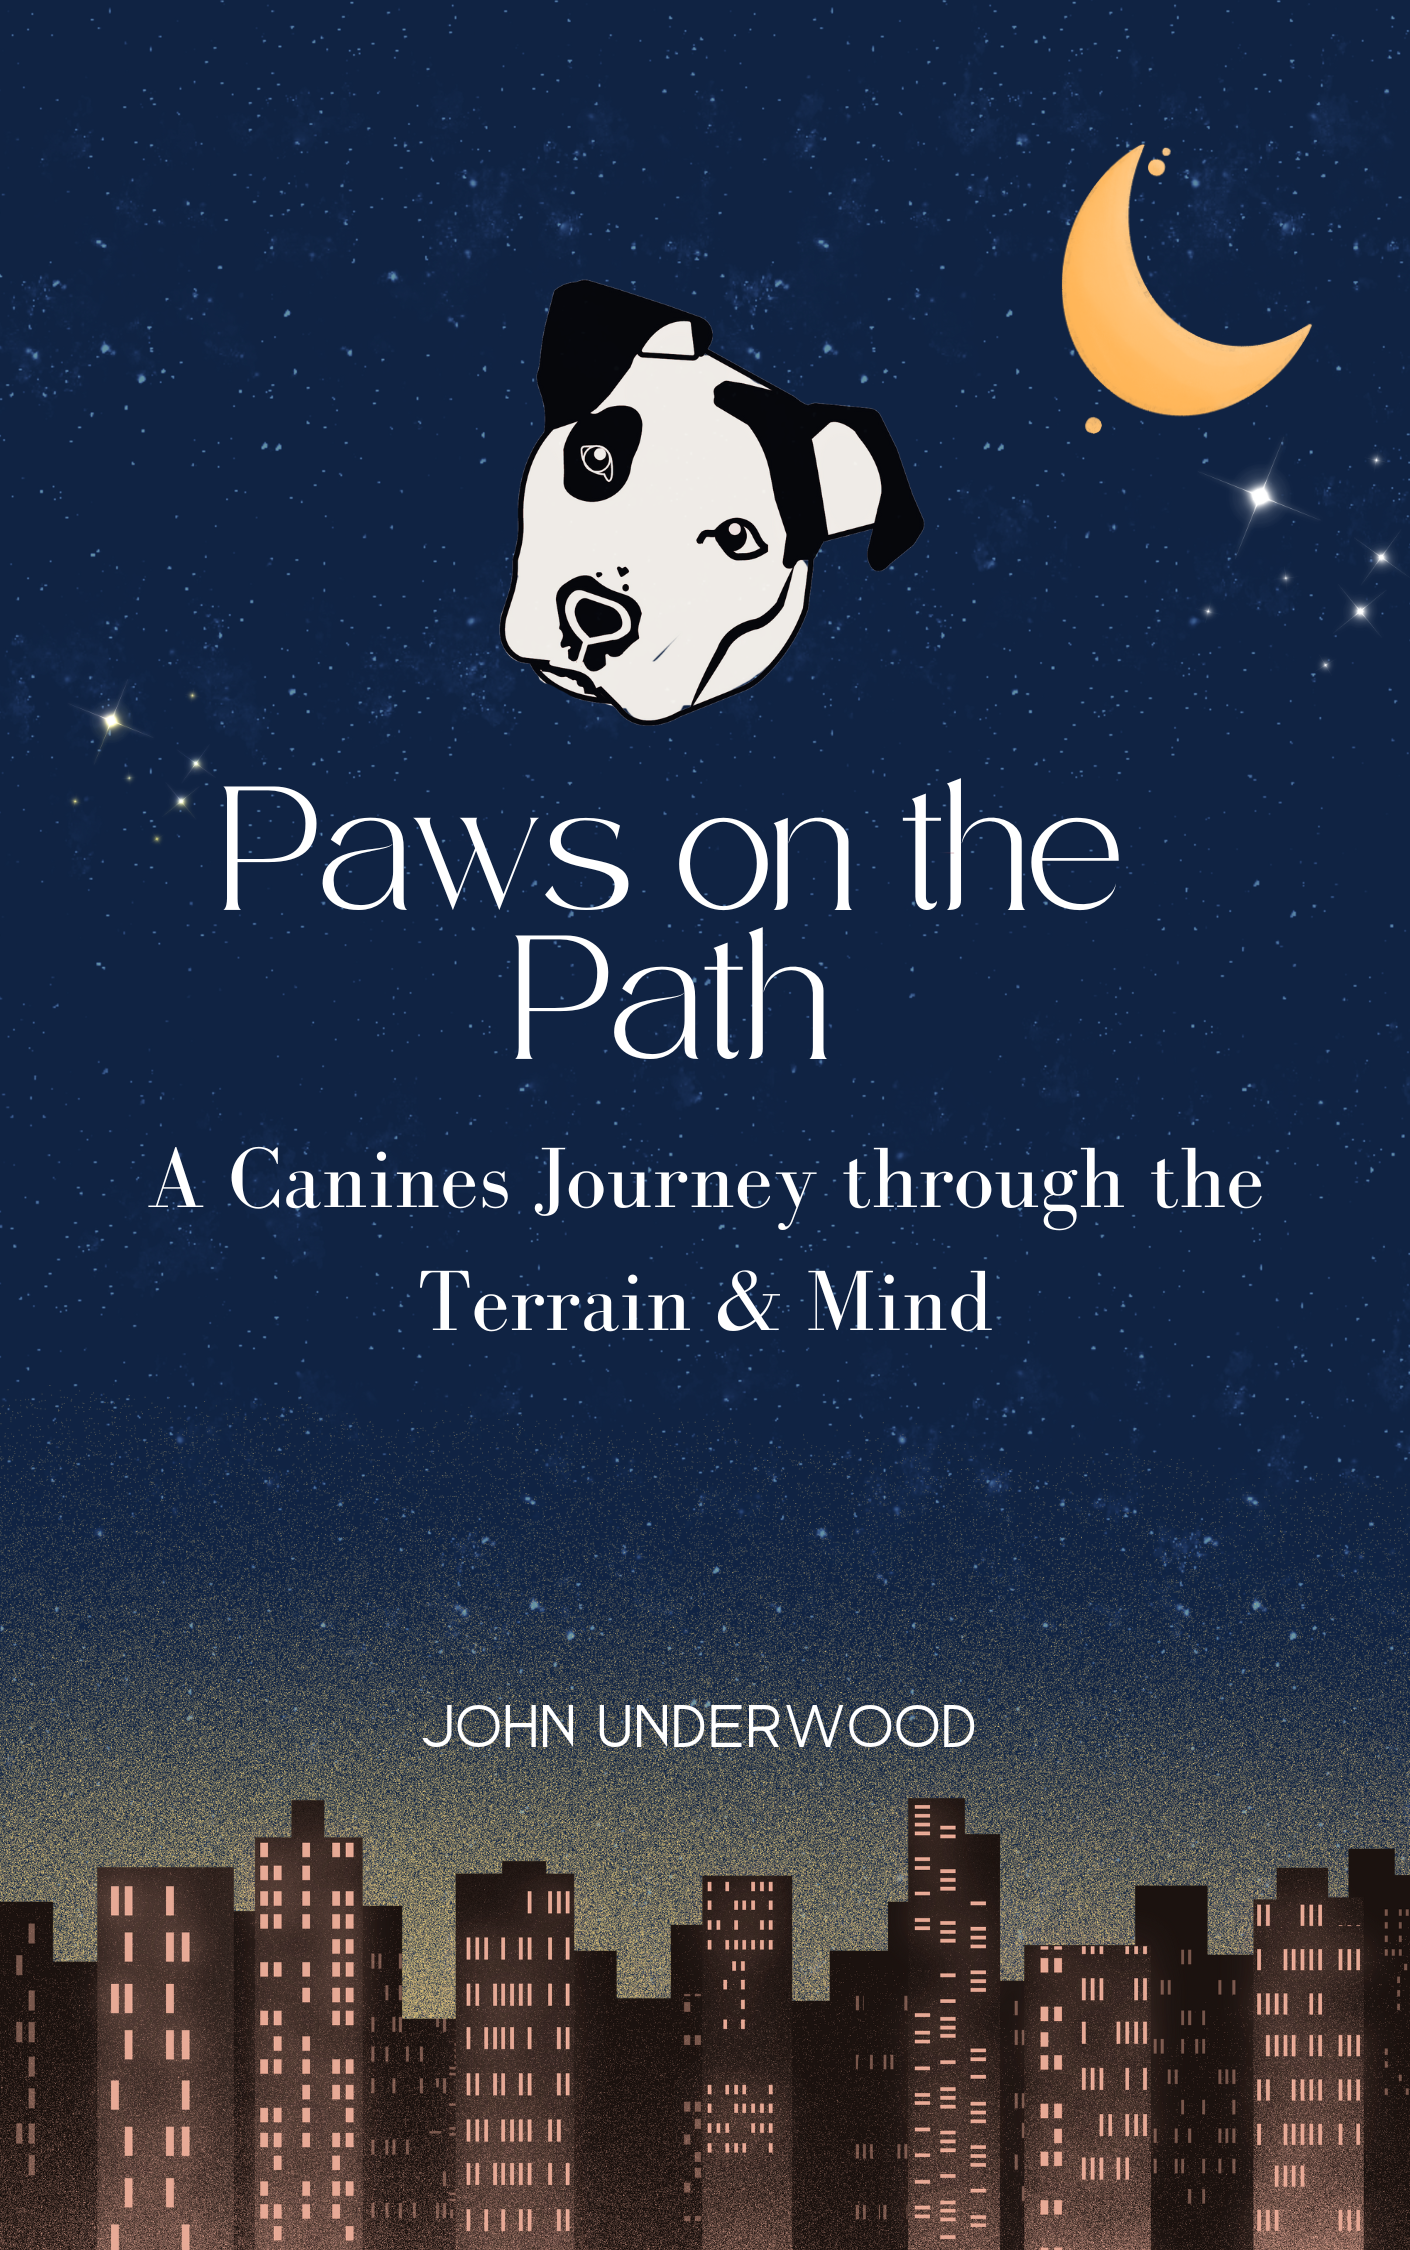 Paws on the
Path
A Canines Journey through the
Terrain & Mind
JOHN UNDERWOOD